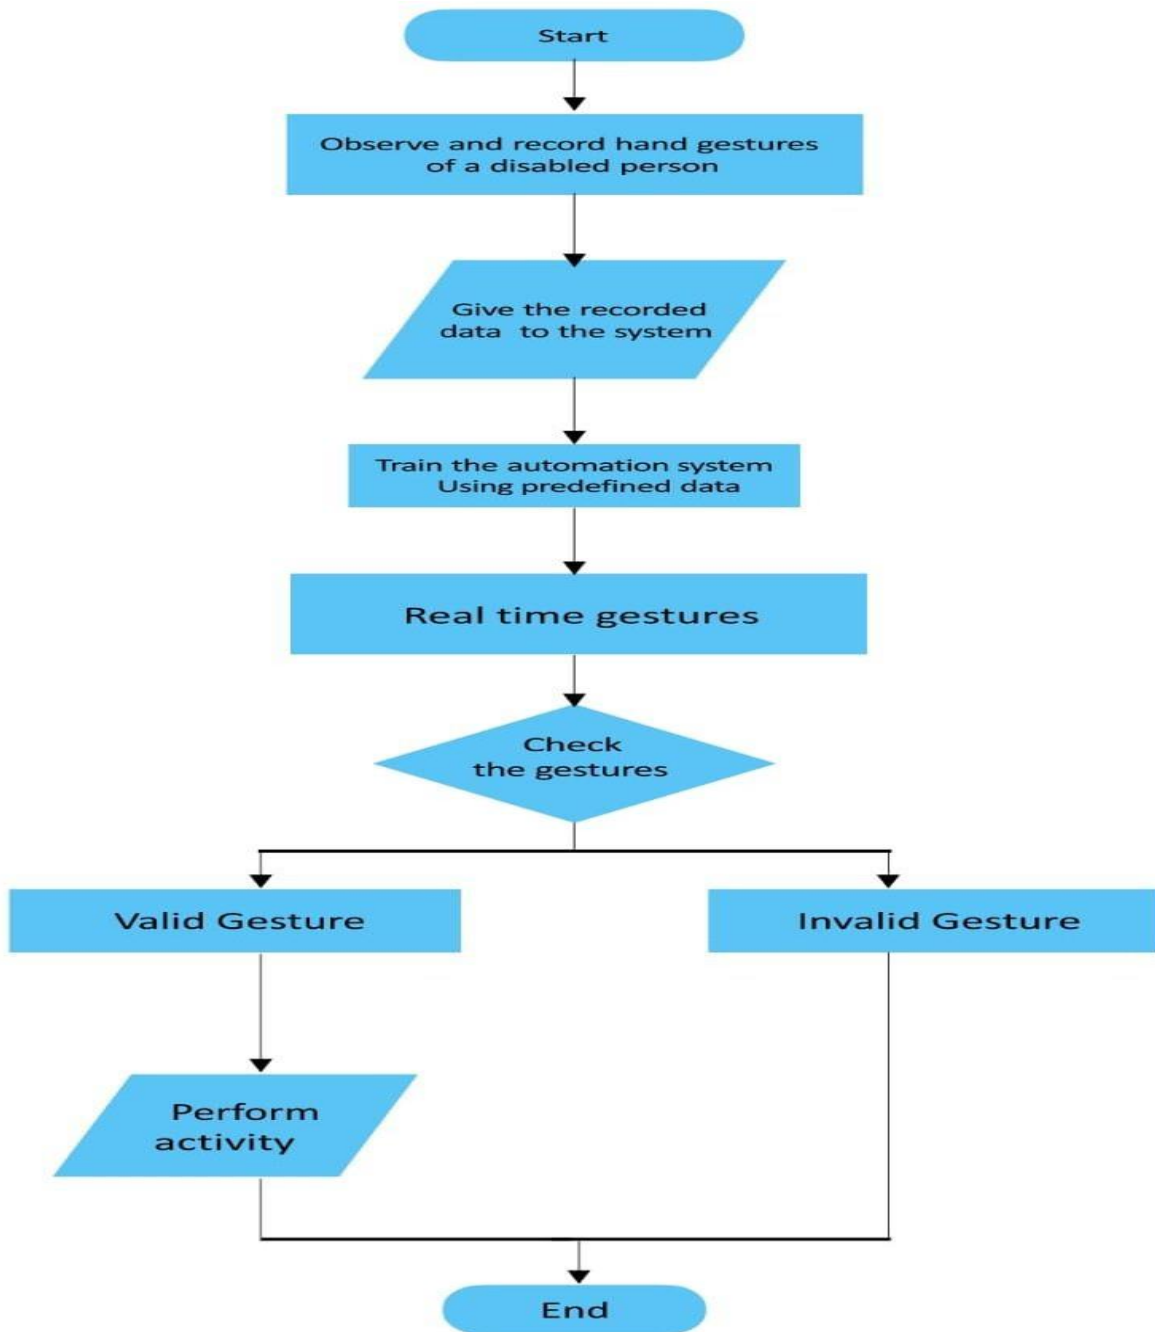 Start
Observe and record hand gestures
of a disabled person
Give the recorded
data to the system
Train the automation system
Using predefined data
Real time gestures
Check
the gestures
Valid Gesture
Invalid Gesture
Perform
activity
End